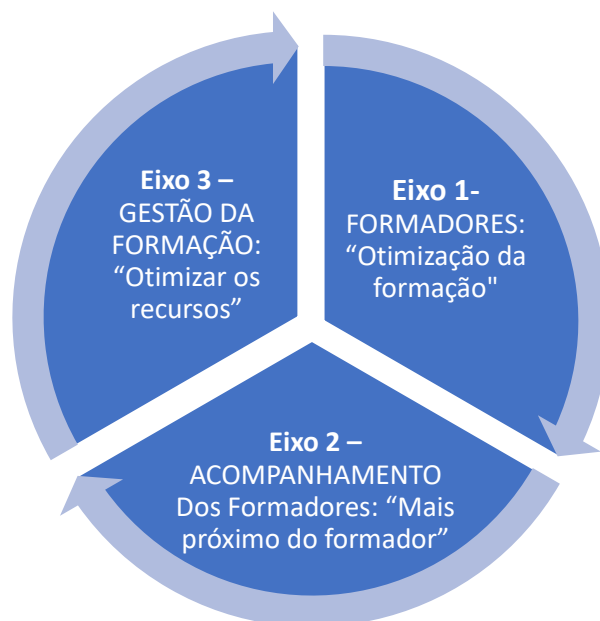 Eixo 1-
FORMADORES:
“Otimização da
formação"
Eixo 2 –
ACOMPANHAMENTO
Dos Formadores: “Mais
próximo do formador”
Eixo 3 –
GESTÃO DA
FORMAÇÃO:
“Otimizar os
recursos”